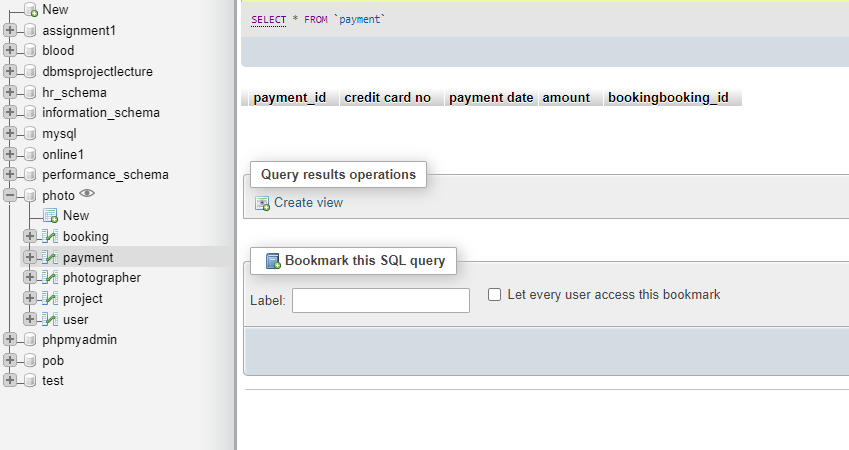 New
assignment1
blood
dbmsprojectlecture
hr_schema
information_schema
mysql
online1
performance_schema
photo
New
booking
payment
photographer
project
user
phpmyadmin
pob
test
SELECT * FROM `payment`
payment_id credit card no payment date amount bookingbooking_id
Query results operations
Create view
Bookmark this SQL query
Label: Let every user access this bookmark